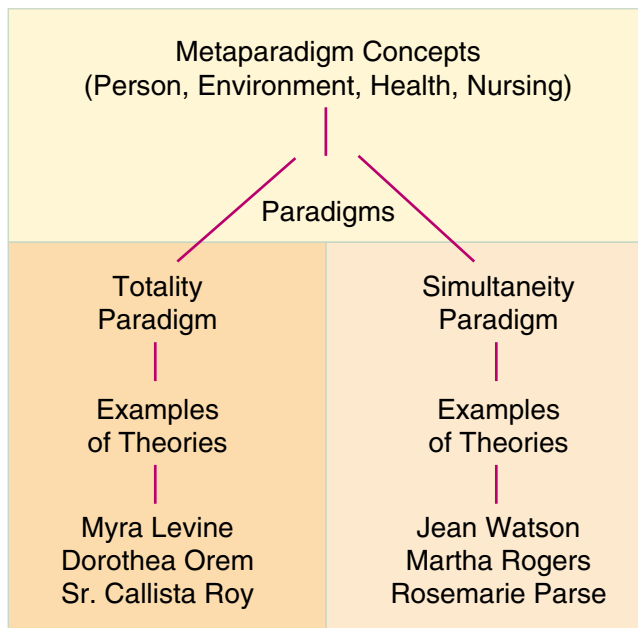 Metaparadigm Concepts
(Person, Environment, Health, Nursing)
Paradigms
Totality
Paradigm
Examples
of Theories
Myra Levine
Dorothea Orem
Sr. Callista Roy
Simultaneity
Paradigm
Examples
of Theories
Jean Watson
Martha Rogers
Rosemarie Parse